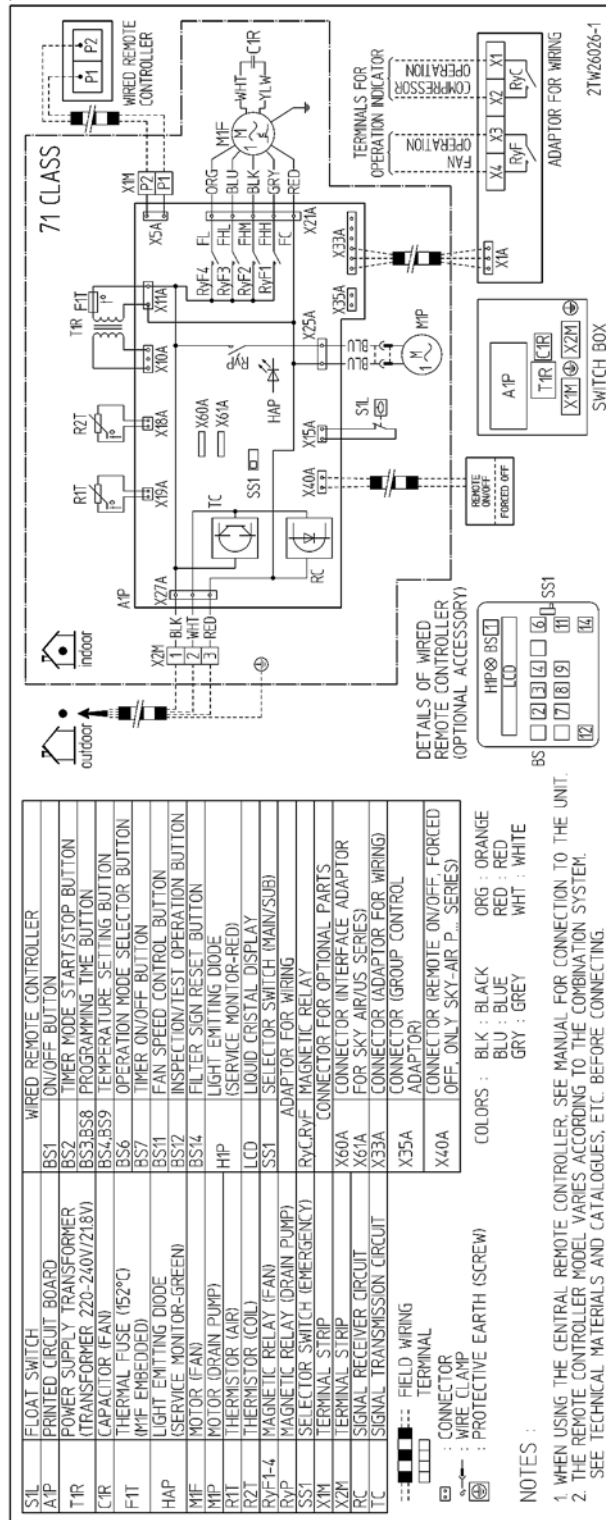 S1L FLOAT SWITCH
A1P PRINTED CIRCUIT BOARD
T1R POWER SUPPLY TRANSFORMER
(TRANSFORMER 220-240V/21.8V)
C1R CAPACITOR (FAN)
F1T THERMAL FUSE (152°C)
(M1F EMBEDDED)
HAP LIGHT EMITTING DIODE
(SERVICE MONITOR-GREEN)
M1F MOTOR (FAN)
M1P MOTOR (DRAIN PUMP)
R1T THERMISTOR (AIR)
R2T THERMISTOR (COIL)
RyF1-4 MAGNETIC RELAY (FAN)
RyP MAGNETIC RELAY (DRAIN PUMP)
SS1 SELECTOR SWITCH (EMERGENCY)
X1M TERMINAL STRIP
X2M TERMINAL STRIP
RC SIGNAL RECEIVER CIRCUIT
TC SIGNAL TRANSMISSION CIRCUIT
WIRED REMOTE CONTROLLER
BS1 ON/OFF BUTTON
BS2 TIMER MODE START/STOP BUTTON
BS3,BS8 PROGRAMMING TIME BUTTON
BS4,BS9 TEMPERATURE SETTING BUTTON
BS6 OPERATION MODE SELECTOR BUTTON
BS7 TIMER ON/OFF BUTTON
BS11 FAN SPEED CONTROL BUTTON
BS12 INSPECTION/TEST OPERATION BUTTON
BS14 FILTER SIGN RESET BUTTON
H1P LIGHT EMITTING DIODE
(SERVICE MONITOR-RED)
LCD LIQUID CRISTAL DISPLAY
SS1 SELECTOR SWITCH (MAIN/SUB)
ADAPTOR FOR WIRING
RyC,RyF MAGNETIC RELAY
CONNECTOR FOR OPTIONAL PARTS
X60A CONNECTOR (INTERFACE ADAPTOR
X61A FOR SKY AIR/US SERIES)
X33A CONNECTOR (ADAPTOR FOR WIRING)
X35A CONNECTOR (GROUP CONTROL
ADAPTOR)
X40A CONNECTOR (REMOTE ON/OFF, FORCED
OFF, ONLY SKY-AIR P... SERIES)
: FIELD WIRING
: TERMINAL
: CONNECTOR
: WIRE CLAMP
: PROTECTIVE EARTH (SCREW)
COLORS : BLK : BLACK ORG : ORANGE
BLU : BLUE RED : RED
GRY : GREY WHT : WHITE
NOTES :
1. WHEN USING THE CENTRAL REMOTE CONTROLLER, SEE MANUAL FOR CONNECTION TO THE UNIT.
2. THE REMOTE CONTROLLER MODEL VARIES ACCORDING TO THE COMBINATION SYSTEM.
SEE TECHNICAL MATERIALS AND CATALOGUES, ETC. BEFORE CONNECTING.
71 CLASS
outdoor
indoor
X2M
1 BLK
2 WHT
3 RED
A1P
X27A
TC
RC
R1T
X19A
R2T
X18A
T1R
F1T
X10A
X11A
X60A
X61A
SS1
HAP
RyP
X5A
X1M
P2
P1
P1 P2
WIRED REMOTE
CONTROLLER
RyF4 FL ORG
RyF3 FHL BLU
RyF2 FHM BLK
RyF1 FHH GRY
FC RED
X21A
M1F
M
1
WHT
YLW
C1R
X40A
X15A
X25A
X35A
X33A
S1L
BLU
BLU
M
1
M1P
REMOTE
ON/OFF
FORCED OFF
DETAILS OF WIRED
REMOTE CONTROLLER
(OPTIONAL ACCESSORY)
H1P BS 1
LCD
BS
2 3 4 6
7 8 9 11
12 14
SS1
A1P
T1R C1R
X1M X2M
SWITCH BOX
TERMINALS FOR
OPERATION INDICATOR
FAN
OPERATION
COMPRESSOR
OPERATION
X4 X3 X2 X1
RyF RyC
X1A
ADAPTOR FOR WIRING
2TW26026-1